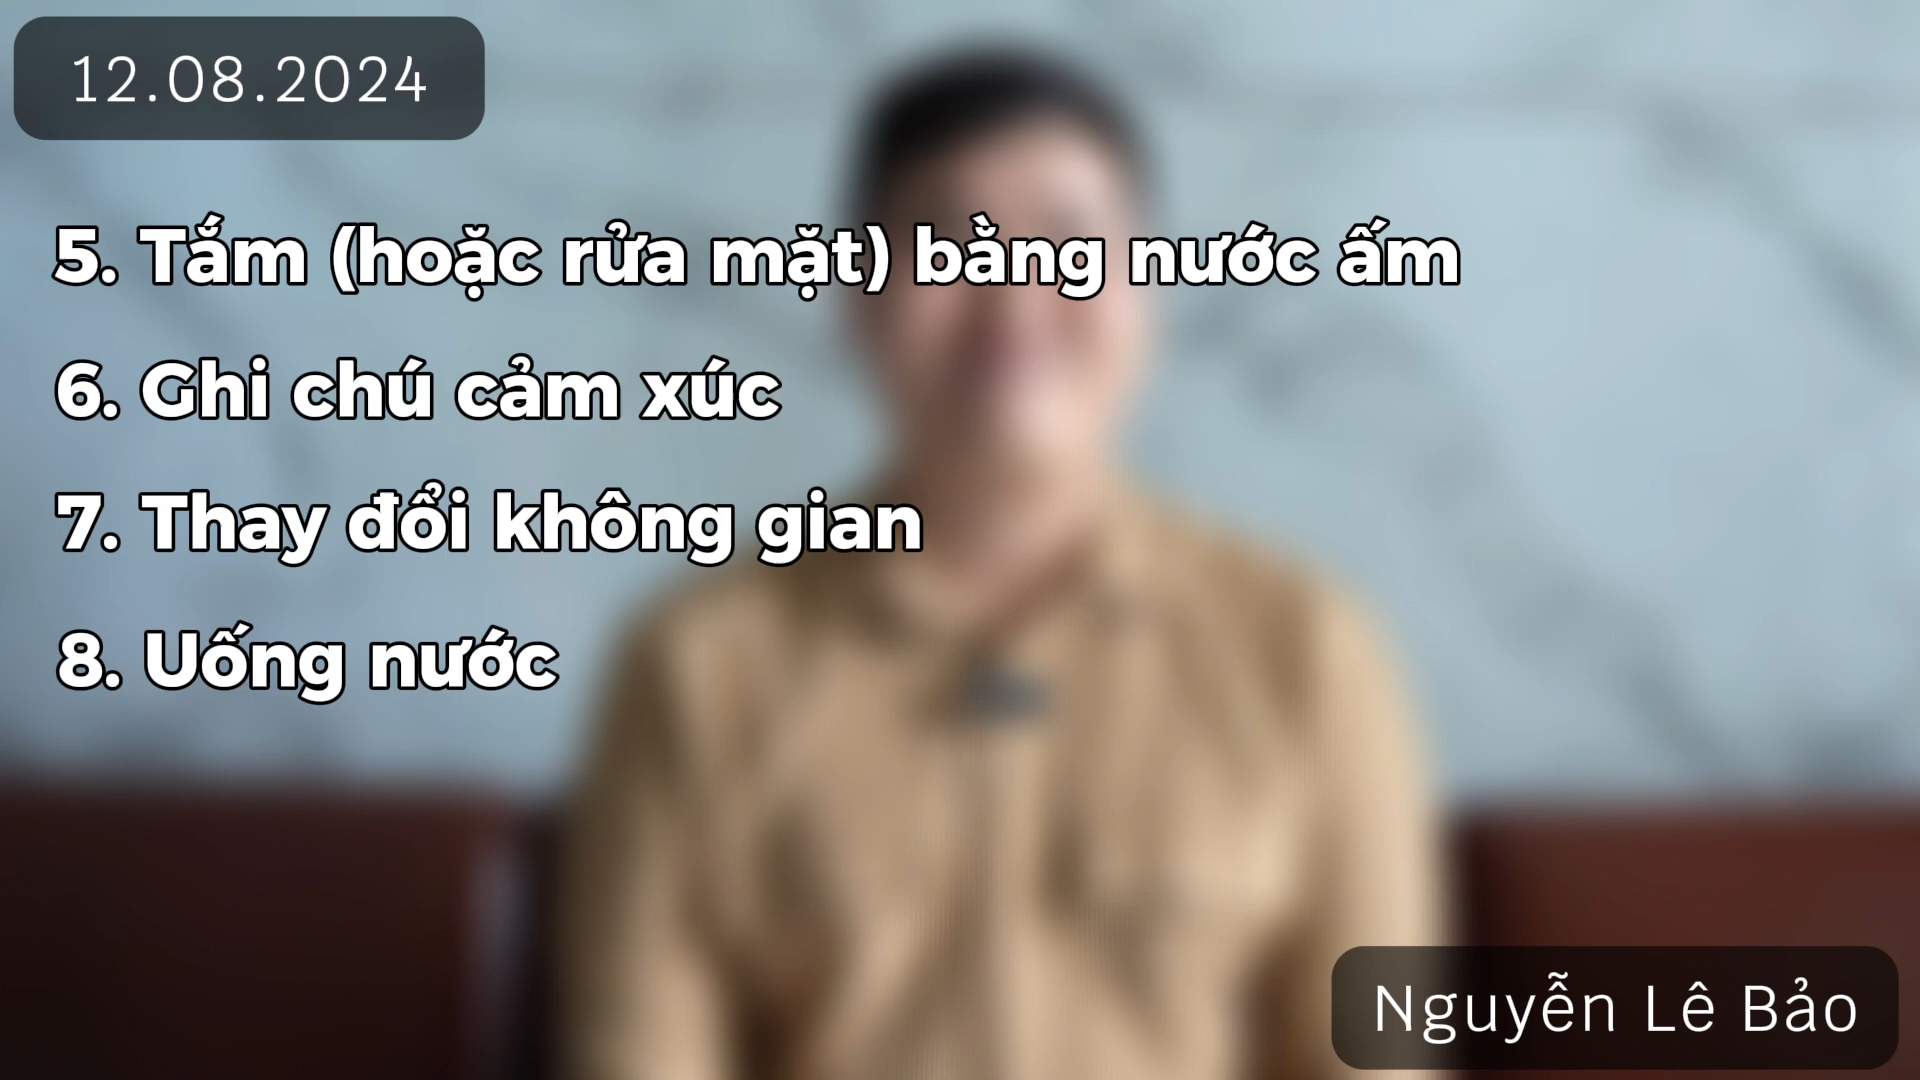 12.08.2024
5. Tắm (hoặc rửa mặt) bằng nước ấm
6. Ghi chú cảm xúc
7. Thay đổi không gian
8. Uống nước
Nguyễn Lê Bảo